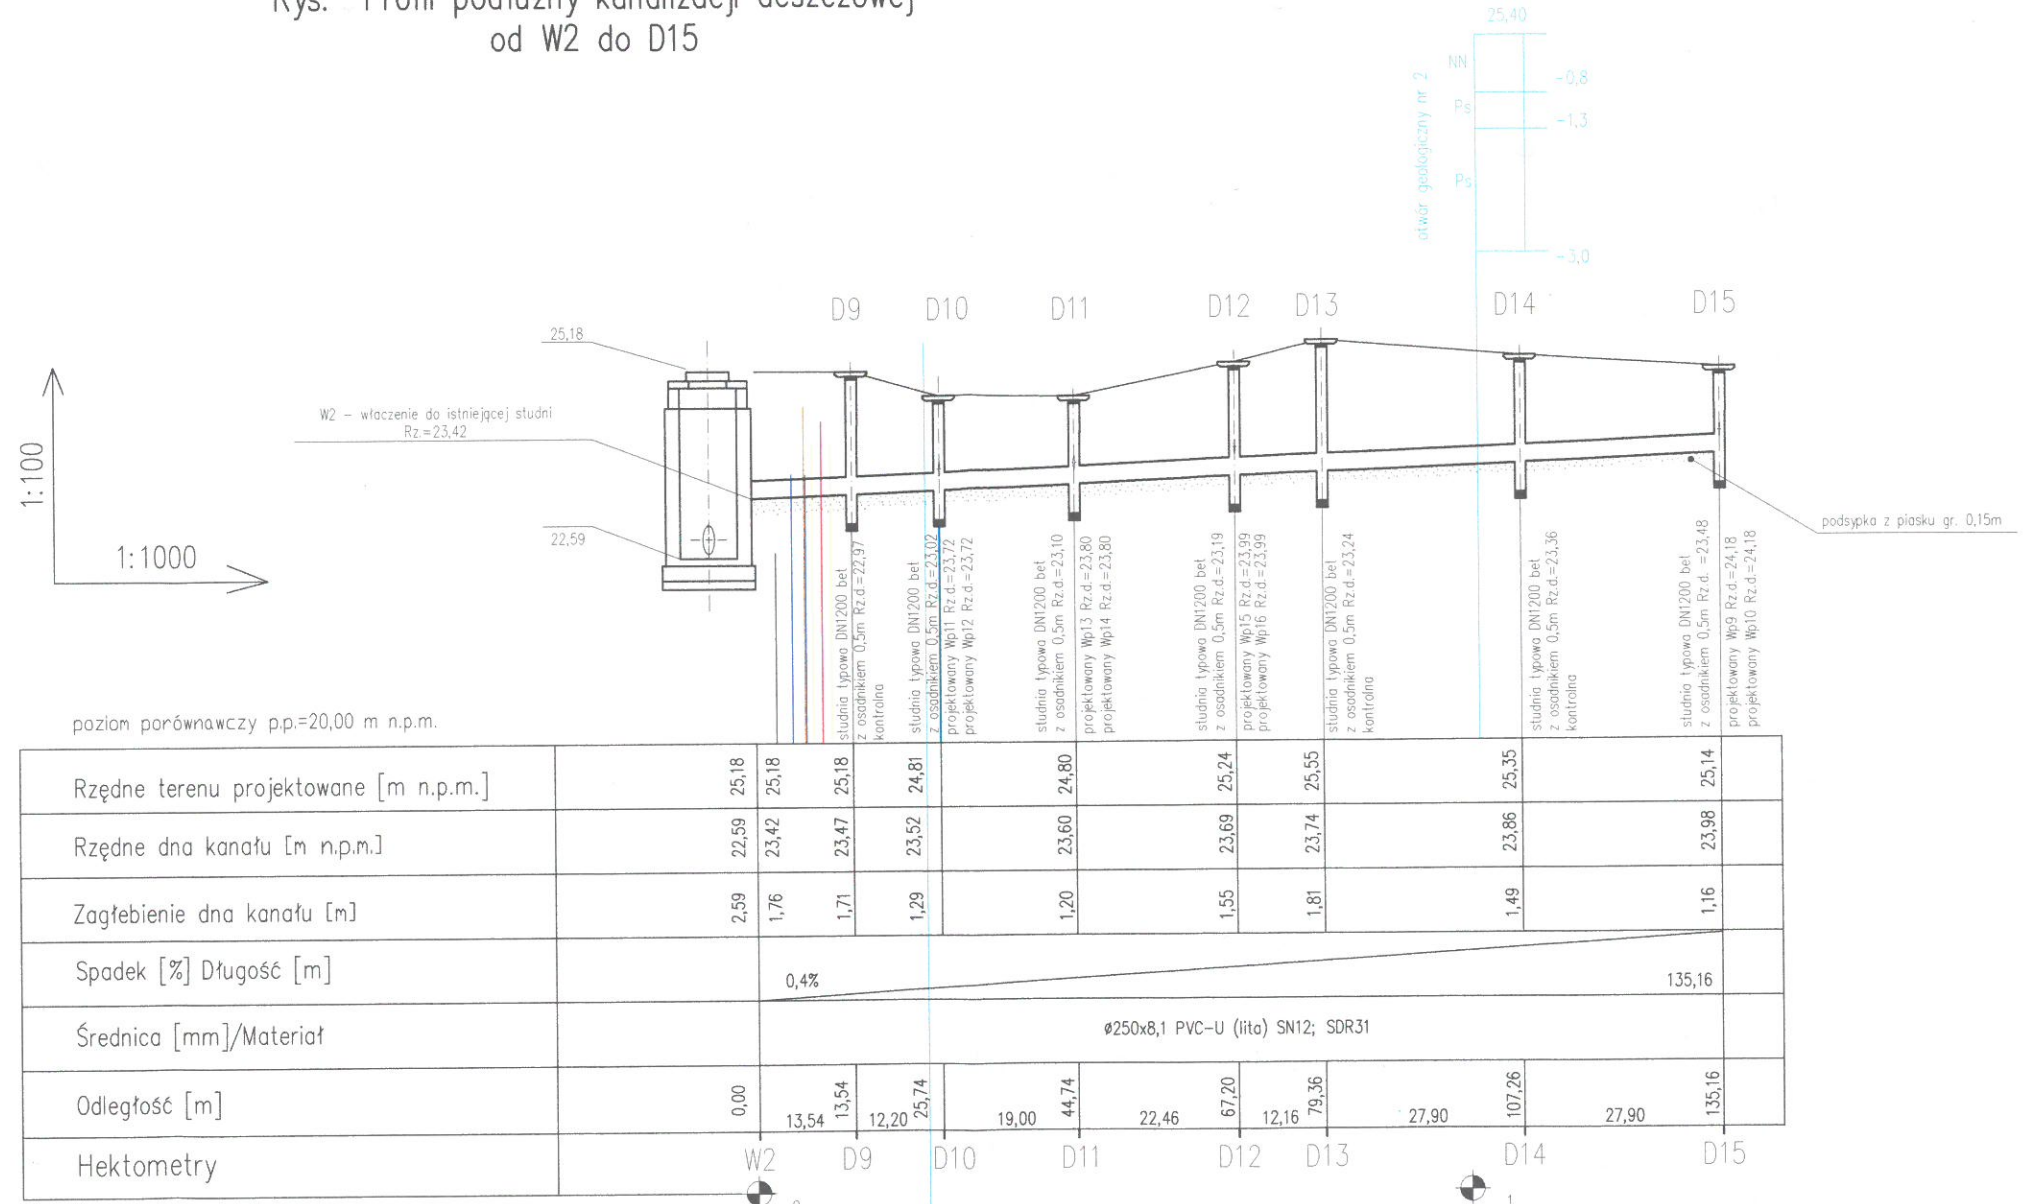 Rys. Profil podłużny kanalizacji deszczowej
od W2 do D15
25,40
NN
-0,8
Ps
-1,3
Ps
-3,0
otwór geologiczny nr 2
D9 D10 D11 D12 D13 D14 D15
25,18
W2 - włączenie do istniejącej studni
Rz.=23,42
22,59
1:100
1:1000
podsypka z piasku gr. 0,15m
studnia typowa DN1200 bet
z osadnikiem 0,5m Rz.d.=22,97
kontrolna
studnia typowa DN1200 bet
z osadnikiem 0,5m Rz.d.=23,02
projektowany Wp11 Rz.d.=23,72
projektowany Wp12 Rz.d.=23,72
studnia typowa DN1200 bet
z osadnikiem 0,5m Rz.d.=23,10
projektowany Wp13 Rz.d.=23,80
projektowany Wp14 Rz.d.=23,80
studnia typowa DN1200 bet
z osadnikiem 0,5m Rz.d.=23,19
projektowany Wp15 Rz.d.=23,99
projektowany Wp16 Rz.d.=23,99
studnia typowa DN1200 bet
z osadnikiem 0,5m Rz.d.=23,24
kontrolna
studnia typowa DN1200 bet
z osadnikiem 0,5m Rz.d.=23,36
kontrolna
studnia typowa DN1200 bet
z osadnikiem 0,5m Rz.d. =23,48
projektowany Wp9 Rz.d.=24,18
projektowany Wp10 Rz.d.=24,18
poziom porównawczy p.p.=20,00 m n.p.m.
Rzędne terenu projektowane [m n.p.m.] 25,18 25,18 25,18 24,81 24,80 25,24 25,55 25,35 25,14
Rzędne dna kanału [m n.p.m.] 22,59 23,42 23,47 23,52 23,60 23,69 23,74 23,86 23,98
Zagłebienie dna kanału [m] 2,59 1,76 1,71 1,29 1,20 1,55 1,81 1,49 1,16
Spadek [%] Długość [m] 0,4% 135,16
Średnica [mm]/Materiał ø250x8,1 PVC-U (lita) SN12; SDR31
Odległość [m] 0,00 13,54 13,54 12,20 25,74 19,00 44,74 22,46 67,20 12,16 79,36 27,90 107,26 27,90 135,16
Hektometry W2 D9 D10 D11 D12 D13 D14 D15
1